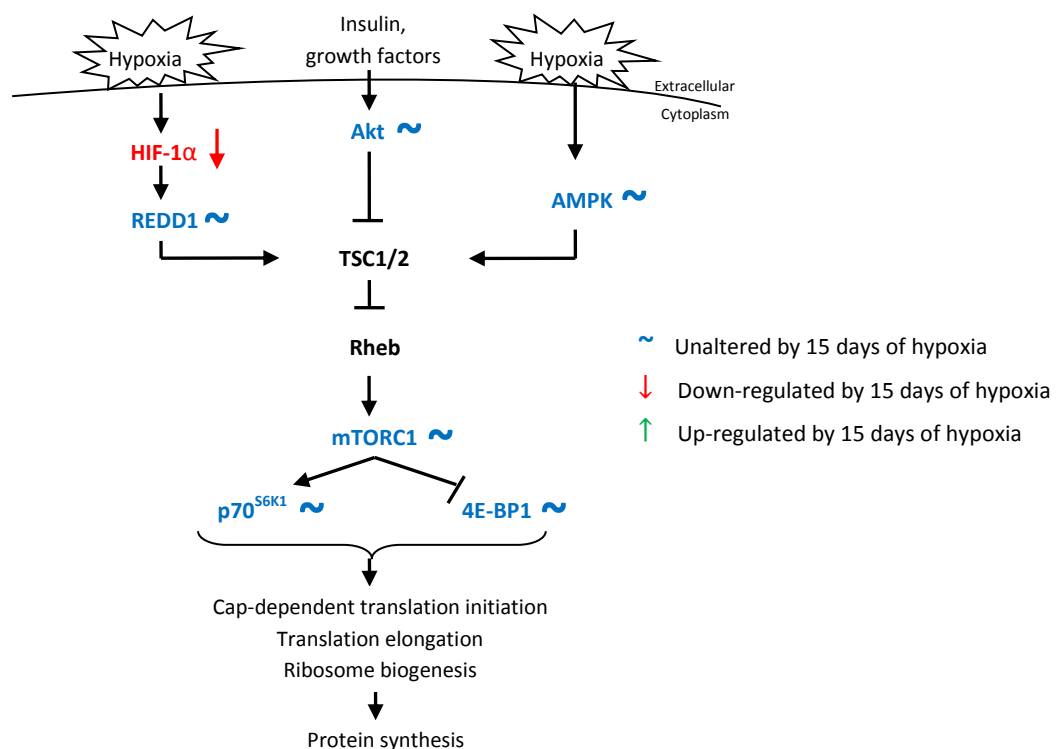 Hypoxia
Insulin,
growth factors
Hypoxia
Extracellular
Cytoplasm
Akt ~
HIF-1α ↓
AMPK ~
REDD1 ~
TSC1/2
Rheb
~ Unaltered by 15 days of hypoxia
↓ Down-regulated by 15 days of hypoxia
↑ Up-regulated by 15 days of hypoxia
mTORC1 ~
p70S6K1 ~
4E-BP1 ~
Cap-dependent translation initiation
Translation elongation
Ribosome biogenesis
Protein synthesis